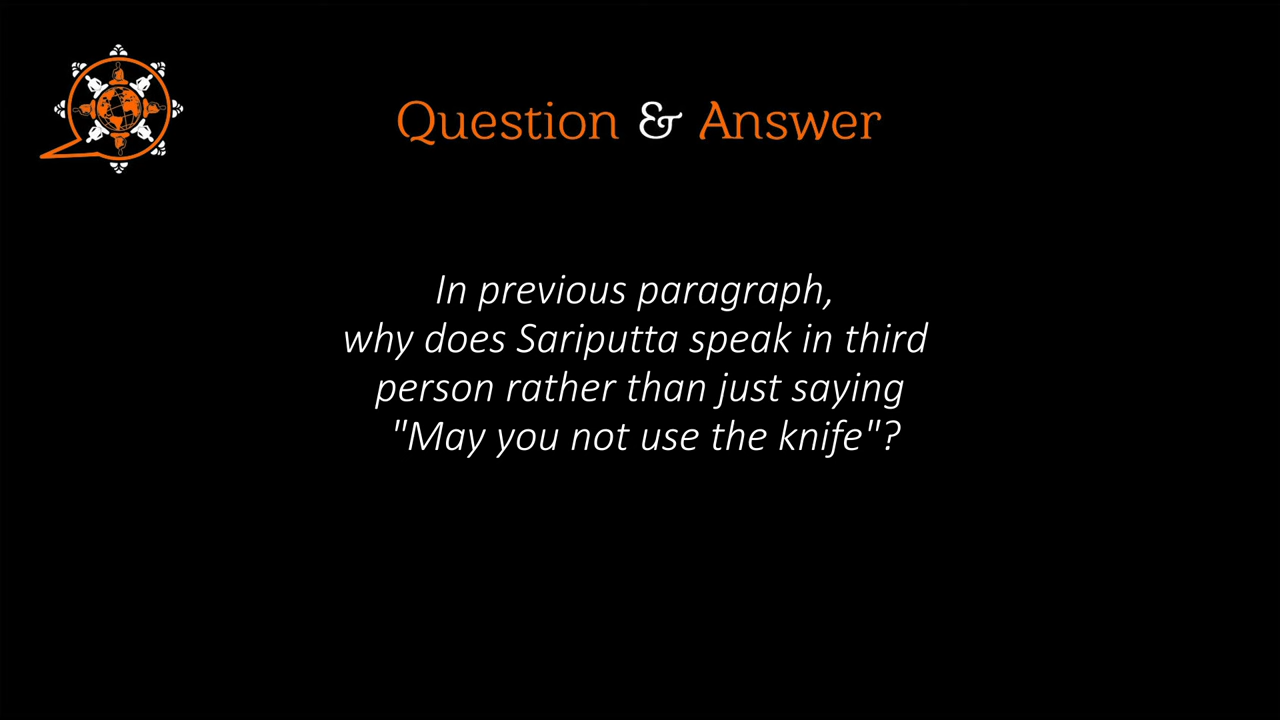 Question & Answer
In previous paragraph,
why does Sariputta speak in third
person rather than just saying
"May you not use the knife"?